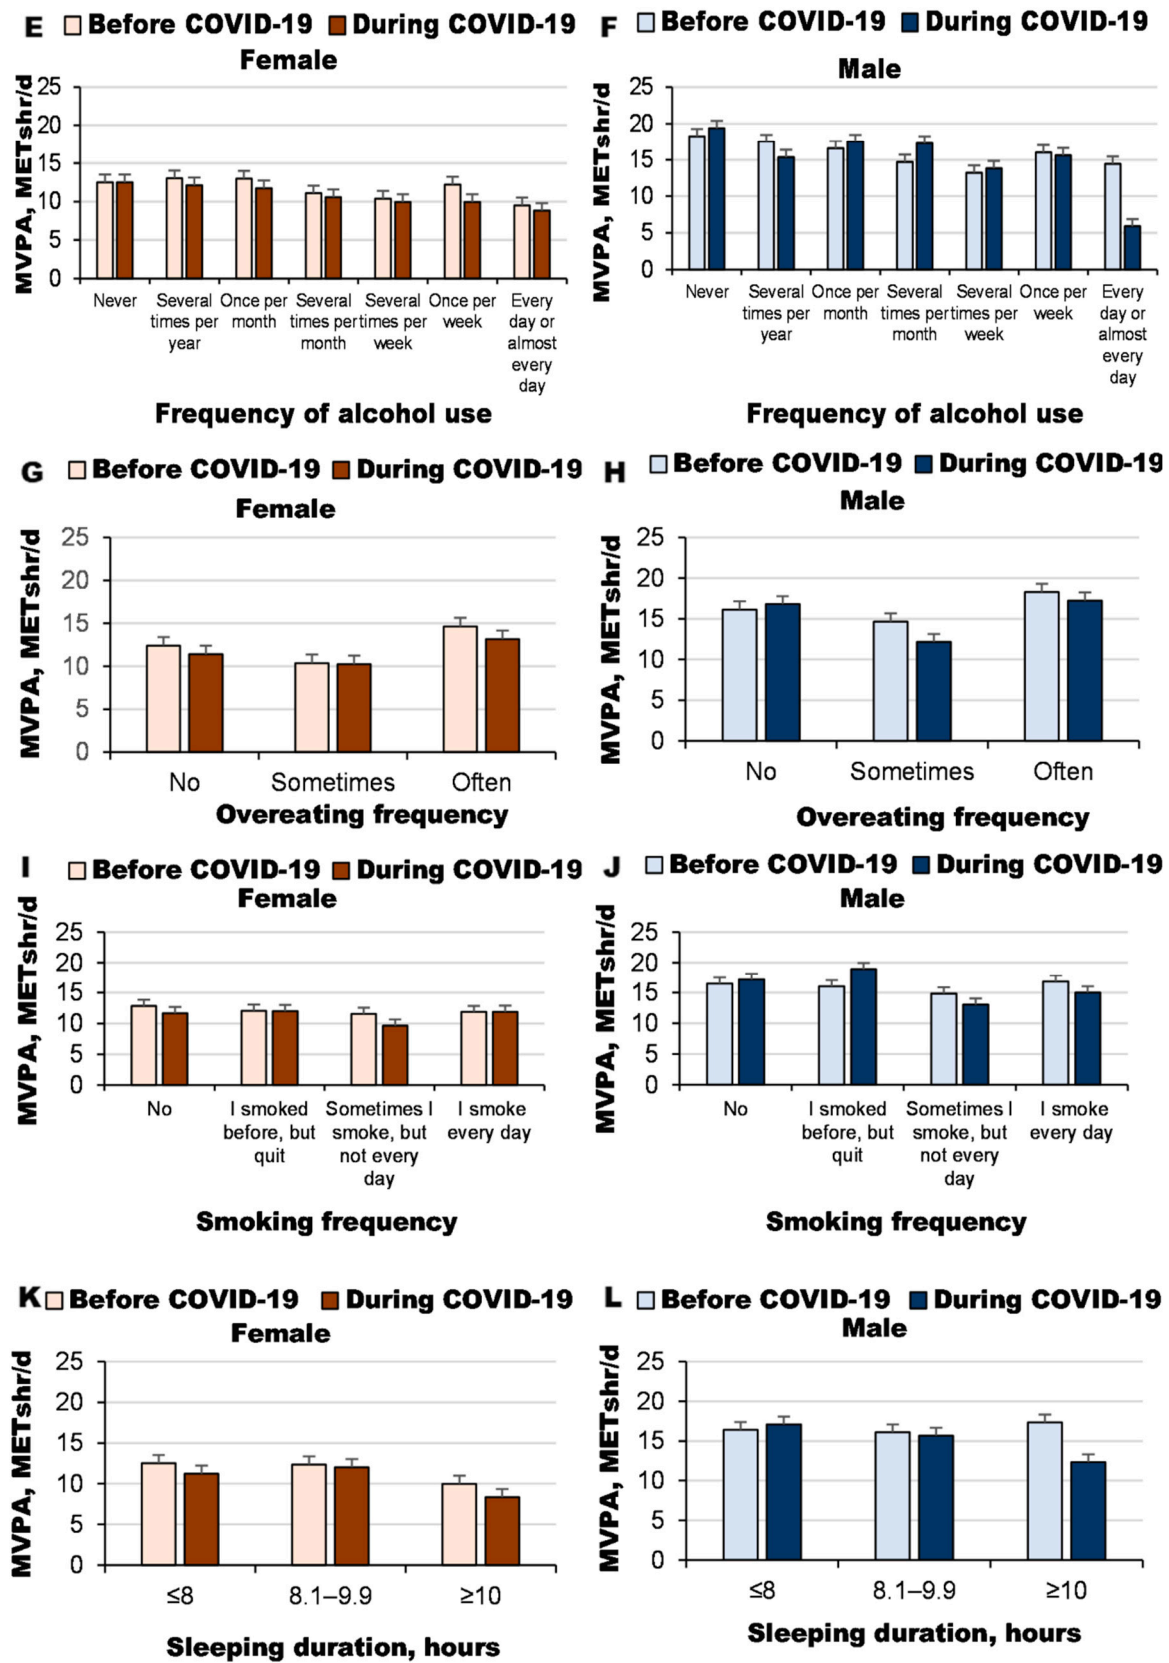 E Before COVID-19 During COVID-19
Female
MVPA, METshr/d
25
20
15
10
5
0
Never Several times per year Once per month Several times per month Several times per week Once per week Every day or almost every day
Frequency of alcohol use
F Before COVID-19 During COVID-19
Male
MVPA, METshr/d
25
20
15
10
5
0
Never Several times per year Once per month Several times per month Several times per week Once per week Every day or almost every day
Frequency of alcohol use
G Before COVID-19 During COVID-19
Female
MVPA, METshr/d
25
20
15
10
5
0
No Sometimes Often
Overeating frequency
H Before COVID-19 During COVID-19
Male
MVPA, METshr/d
25
20
15
10
5
0
No Sometimes Often
Overeating frequency
I Before COVID-19 During COVID-19
Female
MVPA, METshr/d
25
20
15
10
5
0
No I smoked before, but quit Sometimes I smoke, but not every day I smoke every day
Smoking frequency
J Before COVID-19 During COVID-19
Male
MVPA, METshr/d
25
20
15
10
5
0
No I smoked before, but quit Sometimes I smoke, but not every day I smoke every day
Smoking frequency
K Before COVID-19 During COVID-19
Female
MVPA, METshr/d
25
20
15
10
5
0
≤8 8.1–9.9 ≥10
Sleeping duration, hours
L Before COVID-19 During COVID-19
Male
MVPA, METshr/d
25
20
15
10
5
0
≤8 8.1–9.9 ≥10
Sleeping duration, hours